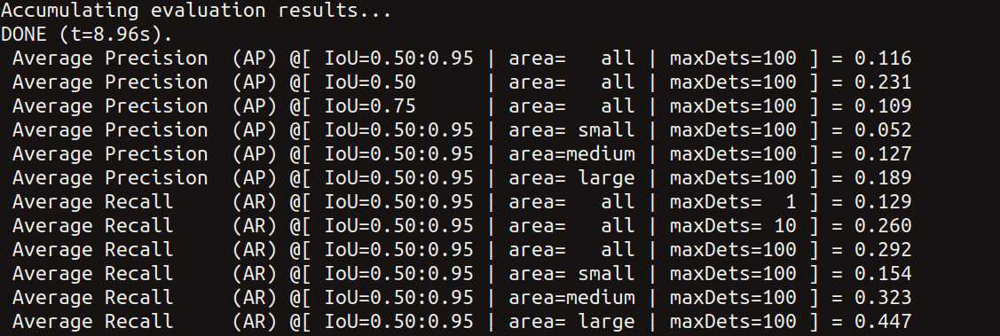 Accumulating evaluation results...
DONE (t=8.96s).
 Average Precision  (AP) @[ IoU=0.50:0.95 | area=   all | maxDets=100 ] = 0.116
 Average Precision  (AP) @[ IoU=0.50      | area=   all | maxDets=100 ] = 0.231
 Average Precision  (AP) @[ IoU=0.75      | area=   all | maxDets=100 ] = 0.109
 Average Precision  (AP) @[ IoU=0.50:0.95 | area= small | maxDets=100 ] = 0.052
 Average Precision  (AP) @[ IoU=0.50:0.95 | area=medium | maxDets=100 ] = 0.127
 Average Precision  (AP) @[ IoU=0.50:0.95 | area= large | maxDets=100 ] = 0.189
 Average Recall     (AR) @[ IoU=0.50:0.95 | area=   all | maxDets=  1 ] = 0.129
 Average Recall     (AR) @[ IoU=0.50:0.95 | area=   all | maxDets= 10 ] = 0.260
 Average Recall     (AR) @[ IoU=0.50:0.95 | area=   all | maxDets=100 ] = 0.292
 Average Recall     (AR) @[ IoU=0.50:0.95 | area= small | maxDets=100 ] = 0.154
 Average Recall     (AR) @[ IoU=0.50:0.95 | area=medium | maxDets=100 ] = 0.323
 Average Recall     (AR) @[ IoU=0.50:0.95 | area= large | maxDets=100 ] = 0.447